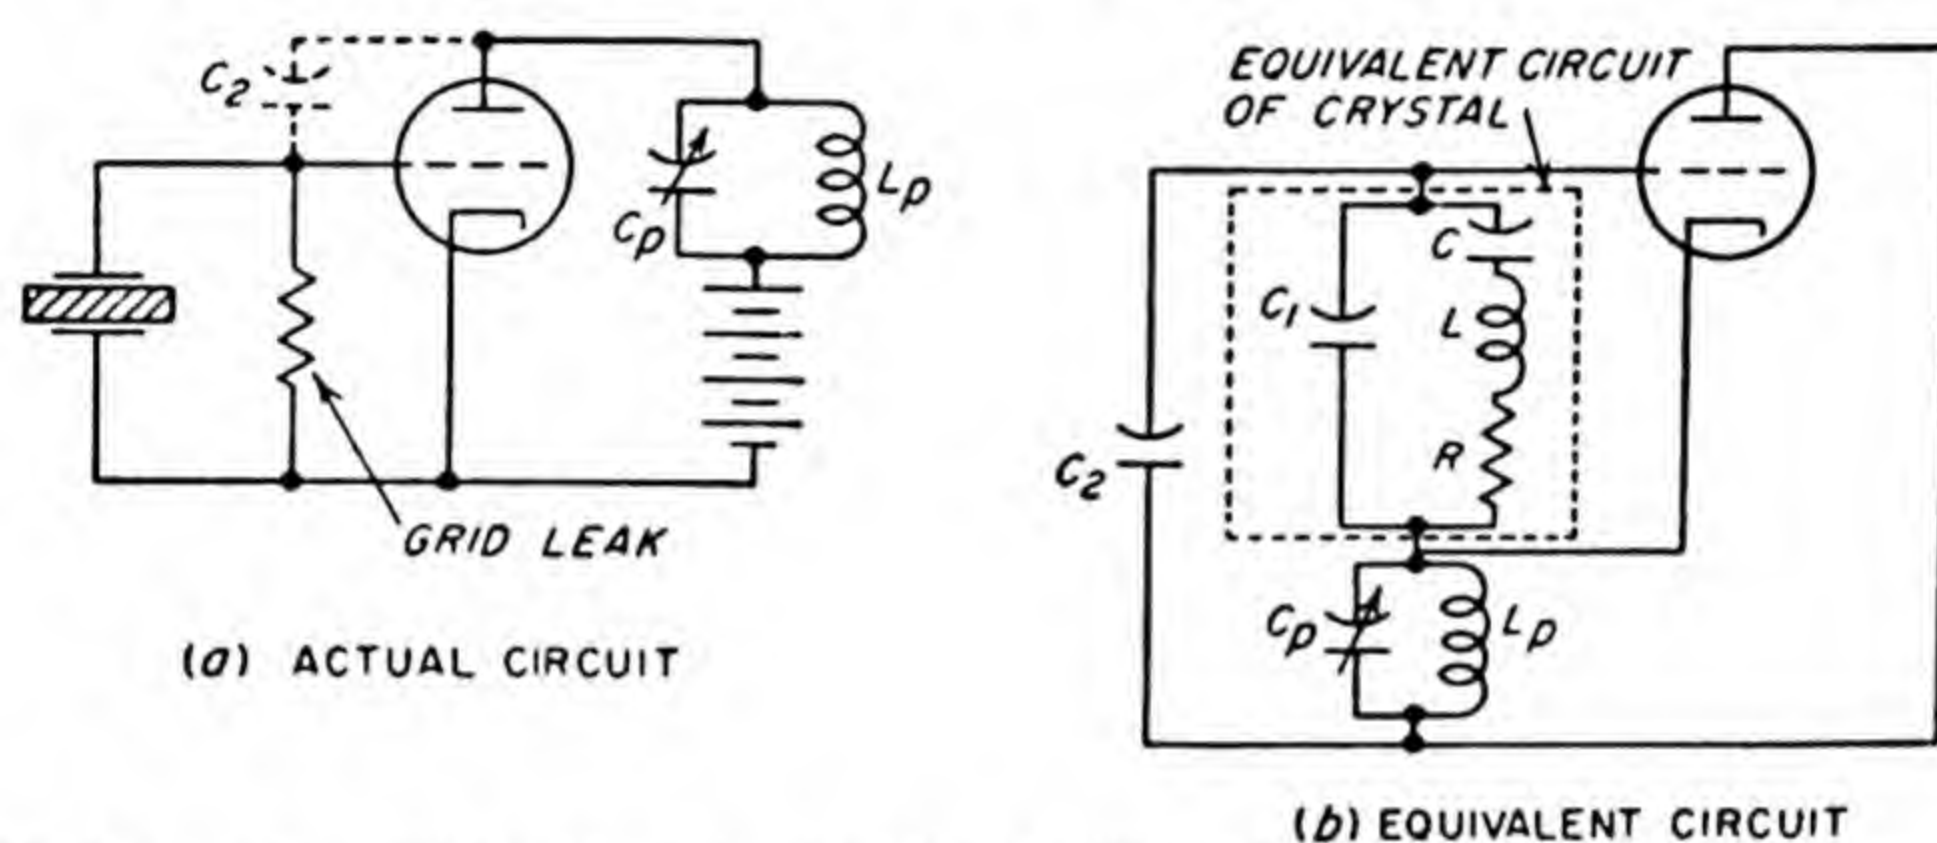 C2
Cp
Lp
GRID LEAK
(a) ACTUAL CIRCUIT
EQUIVALENT CIRCUIT
OF CRYSTAL
C
C1
L
R
C2
Cp
Lp
(b) EQUIVALENT CIRCUIT